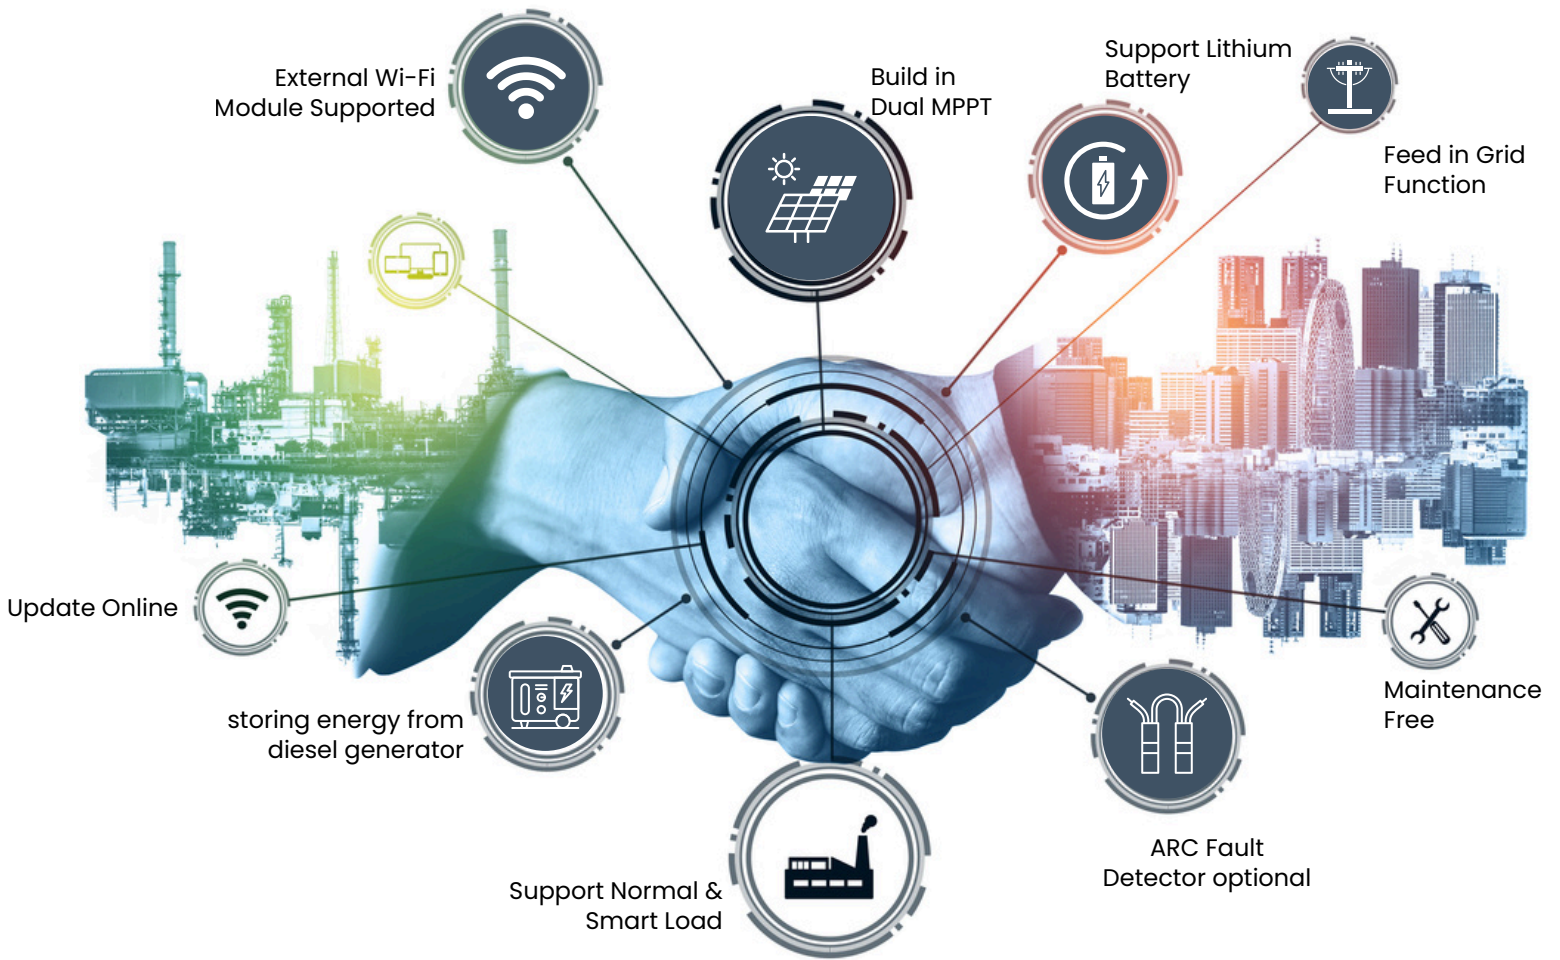 External Wi-Fi
Module Supported
Build in
Dual MPPT
Support Lithium
Battery
Feed in Grid
Function
Update Online
storing energy from
diesel generator
Support Normal &
Smart Load
ARC Fault
Detector optional
Maintenance
Free